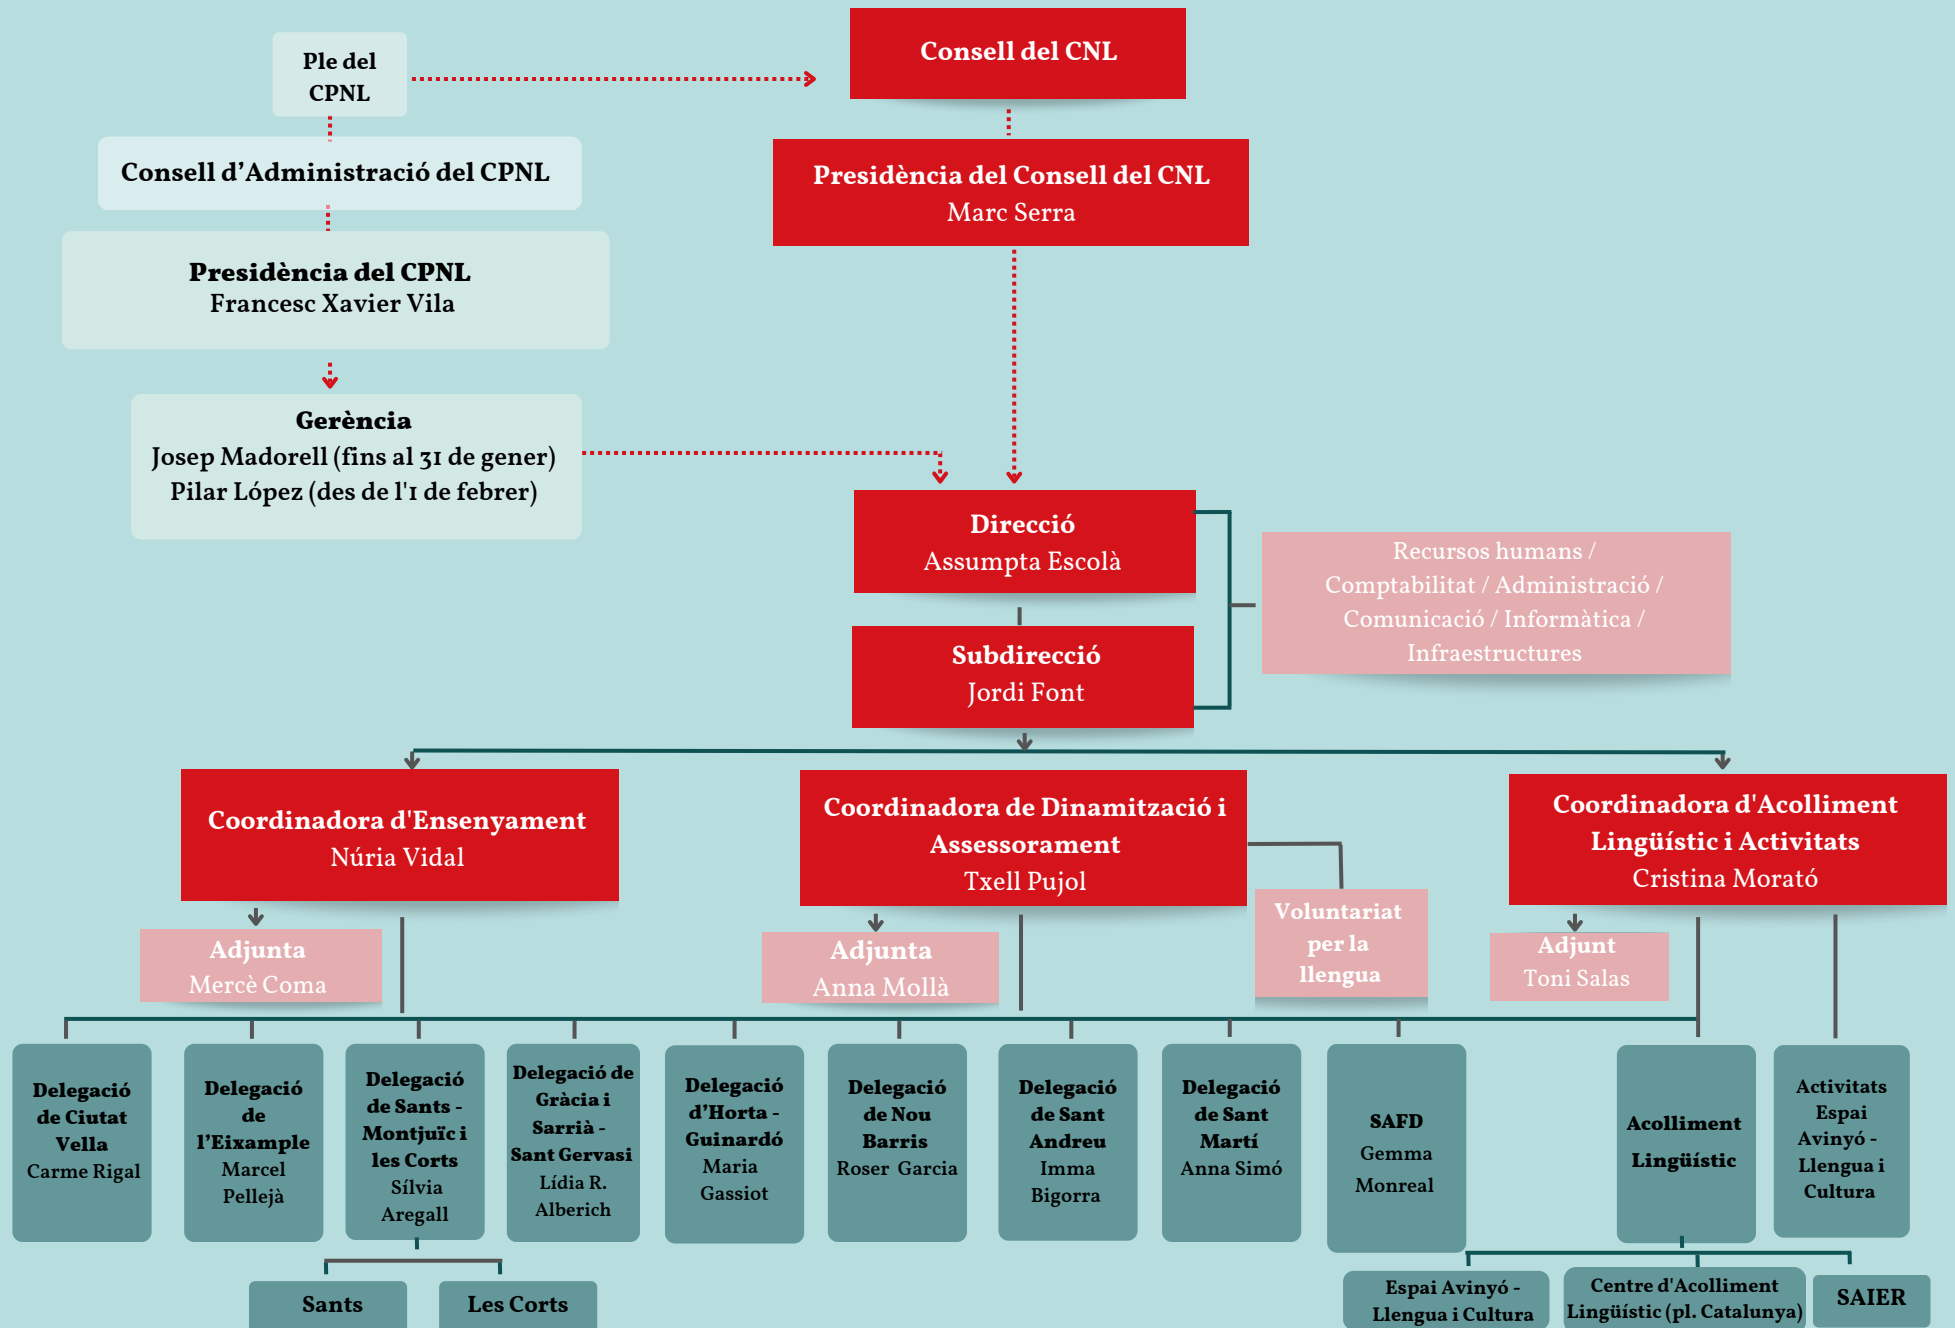 Ple del
CPNL
Consell del CNL
Consell d’Administració del CPNL
Presidència del Consell del CNL
Marc Serra
Presidència del CPNL
Francesc Xavier Vila
Gerència
Josep Madorell (fins al 31 de gener)
Pilar López (des de l'1 de febrer)
Direcció
Assumpta Escolà
Recursos humans /
Comptabilitat / Administració /
Comunicació / Informàtica /
Infraestructures
Subdirecció
Jordi Font
Coordinadora d'Ensenyament
Núria Vidal
Coordinadora de Dinamització i
Assessorament
Txell Pujol
Coordinadora d'Acolliment
Lingüístic i Activitats
Cristina Morató
Adjunta
Mercè Coma
Adjunta
Anna Mollà
Voluntariat
per la
llengua
Adjunt
Toni Salas
Delegació
de Ciutat
Vella
Carme Rigal
Delegació
de
l’Eixample
Marcel
Pellejà
Delegació
de Sants -
Montjuïc i
les Corts
Sílvia
Aregall
Delegació de
Gràcia i
Sarrià -
Sant Gervasi
Lídia R.
Alberich
Delegació
d’Horta -
Guinardó
Maria
Gassiot
Delegació
de Nou
Barris
Roser Garcia
Delegació
de Sant
Andreu
Imma
Bigorra
Delegació
de Sant
Martí
Anna Simó
SAFD
Gemma
Monreal
Acolliment
Lingüístic
Activitats
Espai
Avinyó -
Llengua i
Cultura
Sants
Les Corts
Espai Avinyó -
Llengua i Cultura
Centre d'Acolliment
Lingüístic (pl. Catalunya)
SAIER